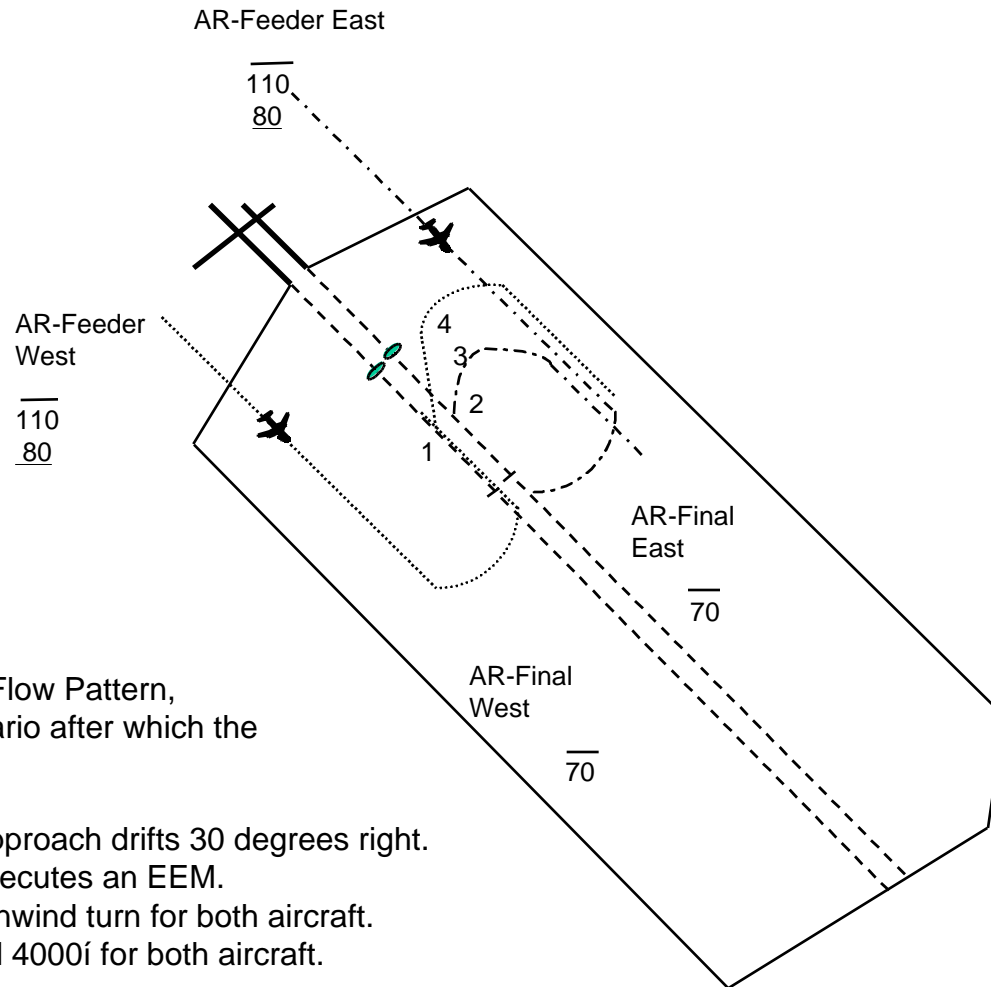 AR-Feeder East
110
80
AR-Feeder
West
110
80
4
3
2
1
AR-Final
East
70
AR-Final
West
70
Flow Pattern,
ario after which the
pproach drifts 30 degrees right.
xecutes an EEM.
nwind turn for both aircraft.
d 4000í for both aircraft.